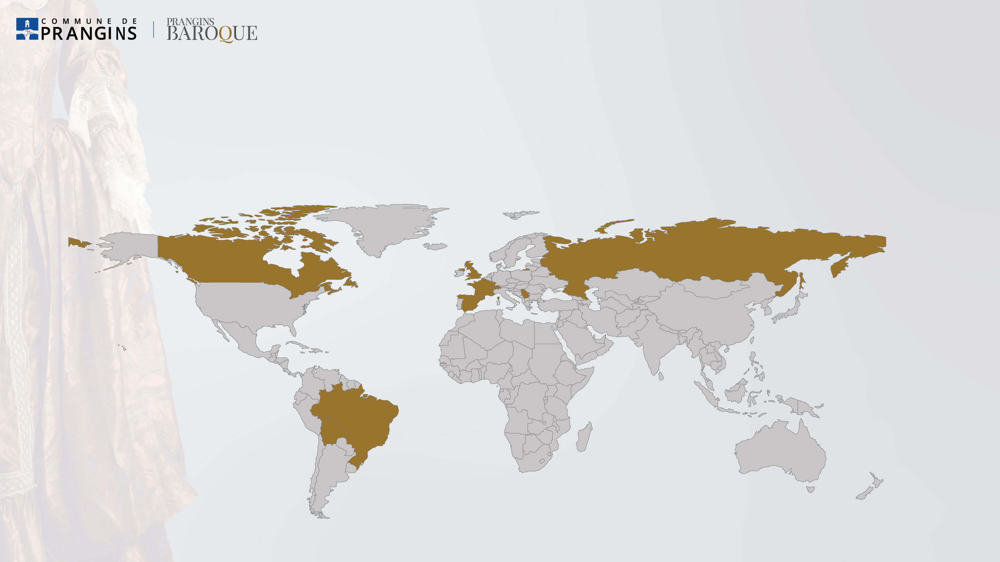 COMMUNE DE
PRANGINS
PRANGINS
BAROQUE